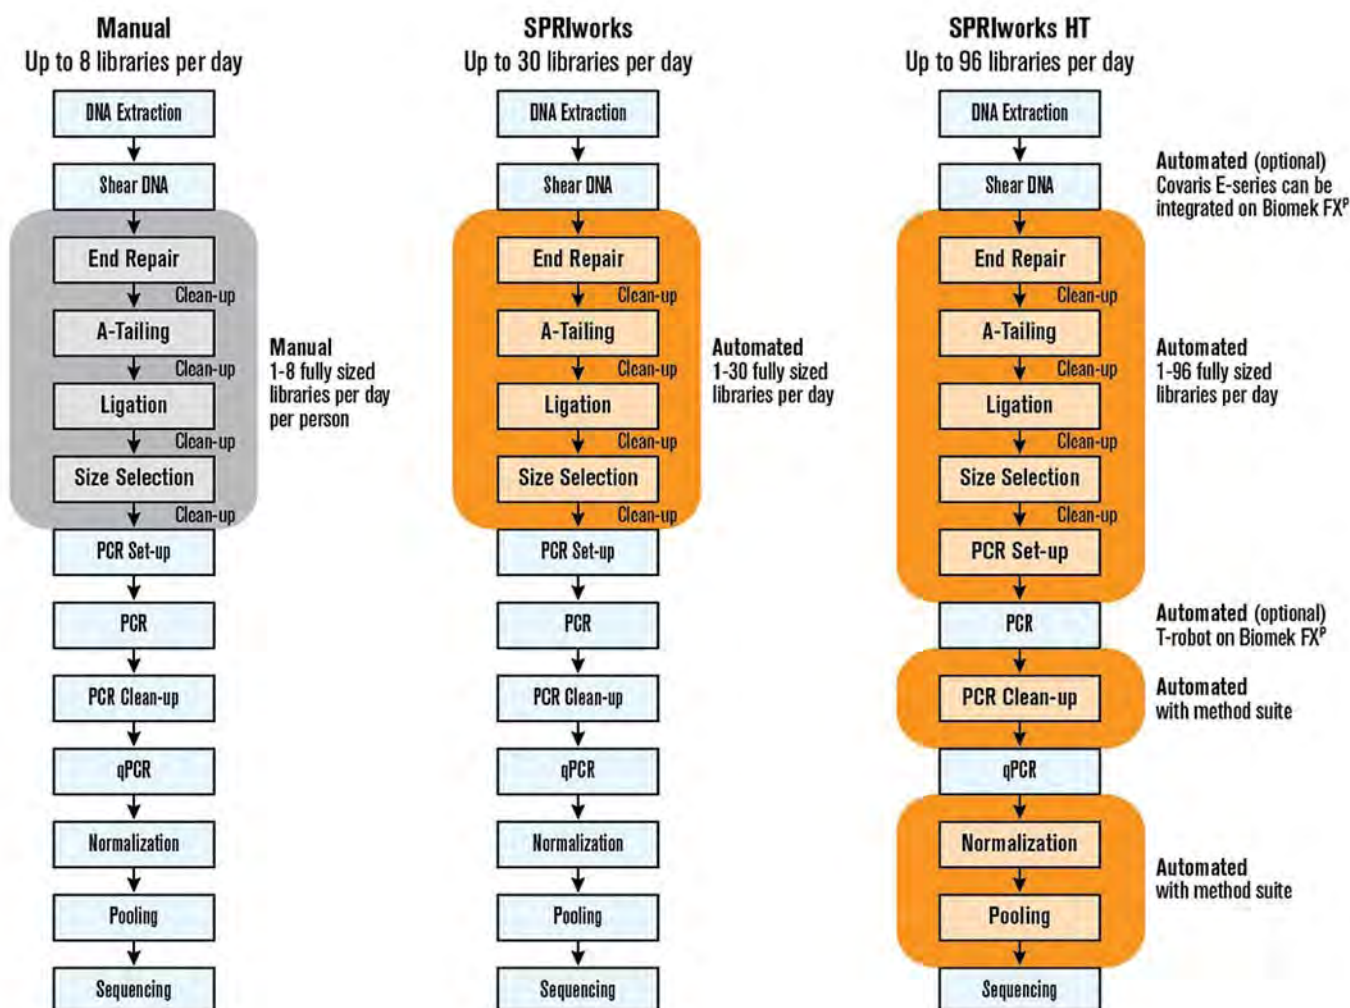 Manual
Up to 8 libraries per day
DNA Extraction
Shear DNA
End Repair
Clean-up
A-Tailing
Clean-up
Ligation
Clean-up
Size Selection
Clean-up
PCR Set-up
PCR
PCR Clean-up
qPCR
Normalization
Pooling
Sequencing
Manual
1-8 fully sized
libraries per day
per person
SPRIworks
Up to 30 libraries per day
DNA Extraction
Shear DNA
End Repair
Clean-up
A-Tailing
Clean-up
Ligation
Clean-up
Size Selection
Clean-up
PCR Set-up
PCR
PCR Clean-up
qPCR
Normalization
Pooling
Sequencing
Automated
1-30 fully sized
libraries per day
SPRIworks HT
Up to 96 libraries per day
DNA Extraction
Shear DNA
End Repair
Clean-up
A-Tailing
Clean-up
Ligation
Clean-up
Size Selection
Clean-up
PCR Set-up
PCR
PCR Clean-up
qPCR
Normalization
Pooling
Sequencing
Automated (optional)
Covaris E-series can be
integrated on Biomek FXᴾ
Automated
1-96 fully sized
libraries per day
Automated (optional)
T-robot on Biomek FXᴾ
Automated
with method suite
Automated
with method suite